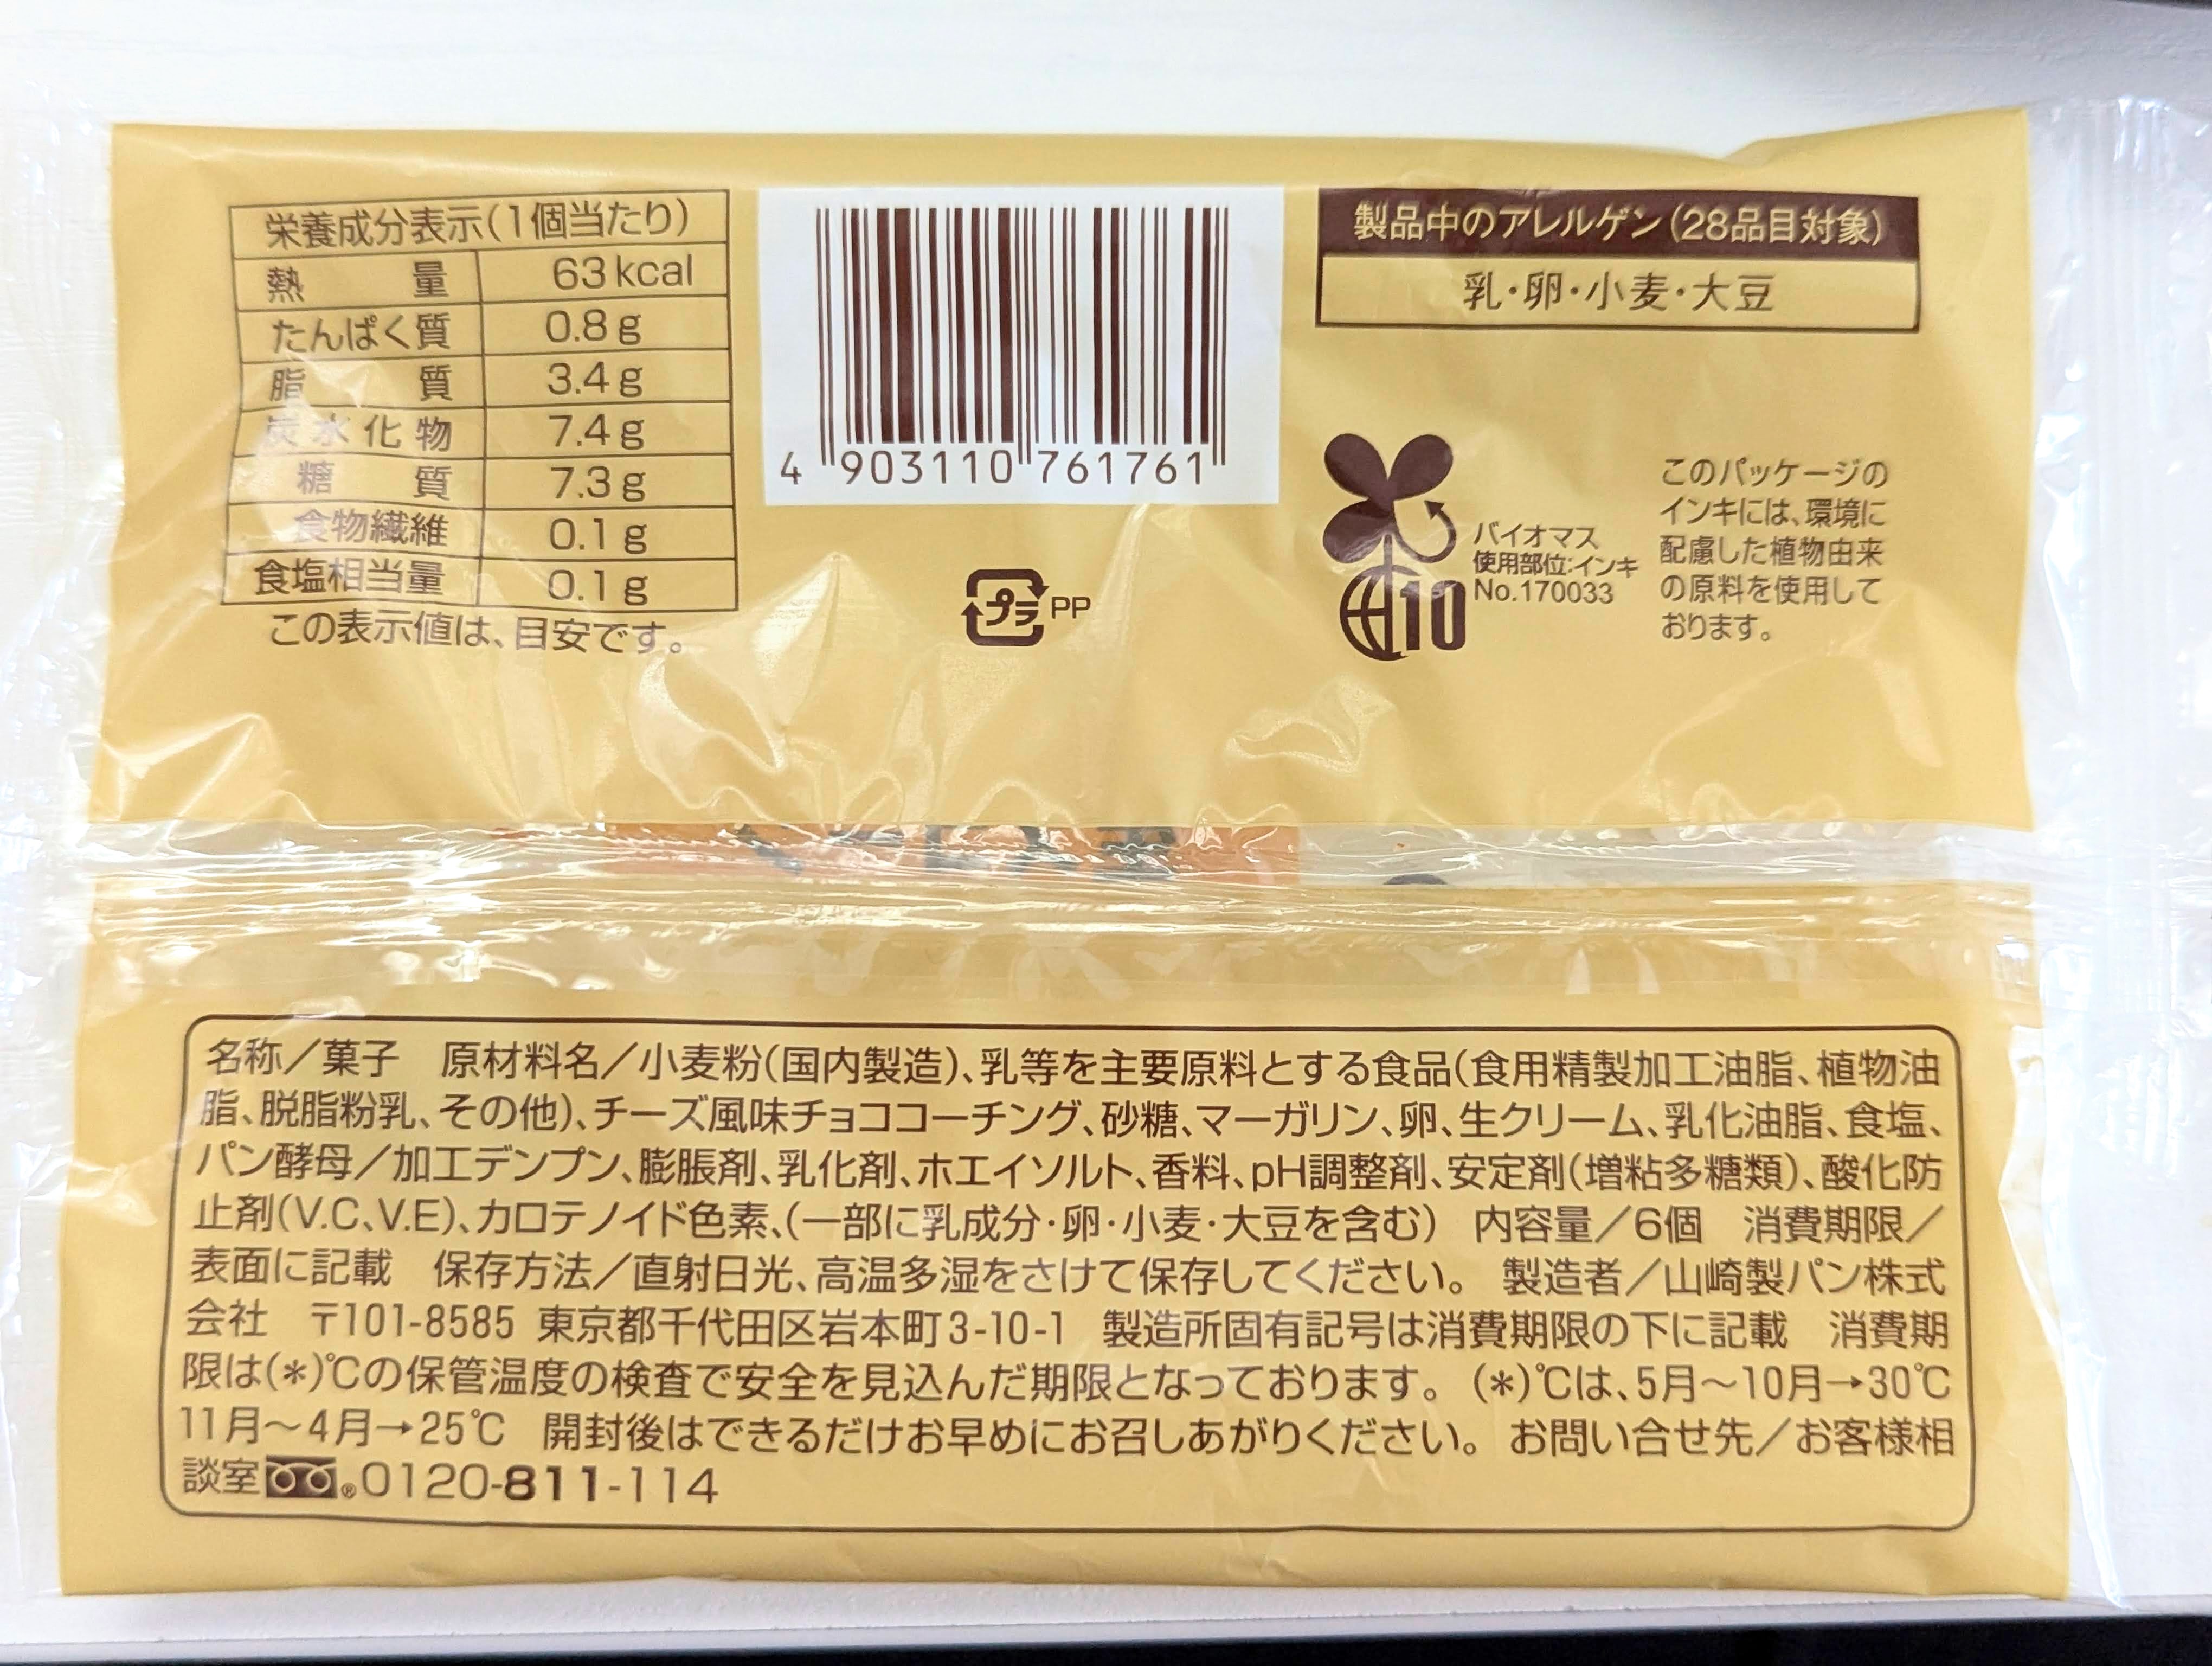 栄養成分表示(1個当たり)
熱量 63kcal
たんぱく質 0.8g
脂質 3.4g
炭水化物 7.4g
糖質 7.3g
食物繊維 0.1g
食塩相当量 0.1g
この表示値は、目安です。
4 903110 761761
プラ PP
製品中のアレルゲン(28品目対象)
乳・卵・小麦・大豆
バイオマス
使用部位:インキ
No.170033
10
このパッケージの
インキには、環境に
配慮した植物由来
の原料を使用して
おります。
名称/菓子 原材料名/小麦粉(国内製造)、乳等を主要原料とする食品(食用精製加工油脂、植物油
脂、脱脂粉乳、その他)、チーズ風味チョココーチング、砂糖、マーガリン、卵、生クリーム、乳化油脂、食塩、
パン酵母/加工デンプン、膨脹剤、乳化剤、ホエイソルト、香料、pH調整剤、安定剤(増粘多糖類)、酸化防
止剤(V.C、V.E)、カロテノイド色素、(一部に乳成分・卵・小麦・大豆を含む) 内容量/6個 消費期限/
表面に記載 保存方法/直射日光、高温多湿をさけて保存してください。 製造者/山崎製パン株式
会社 〒101-8585 東京都千代田区岩本町3-10-1 製造所固有記号は消費期限の下に記載 消費期
限は(*)℃の保管温度の検査で安全を見込んだ期限となっております。(*)℃は、5月~10月→30℃
11月~4月→25℃ 開封後はできるだけお早めにお召しあがりください。お問い合せ先/お客様相
談室 ®0120-811-114